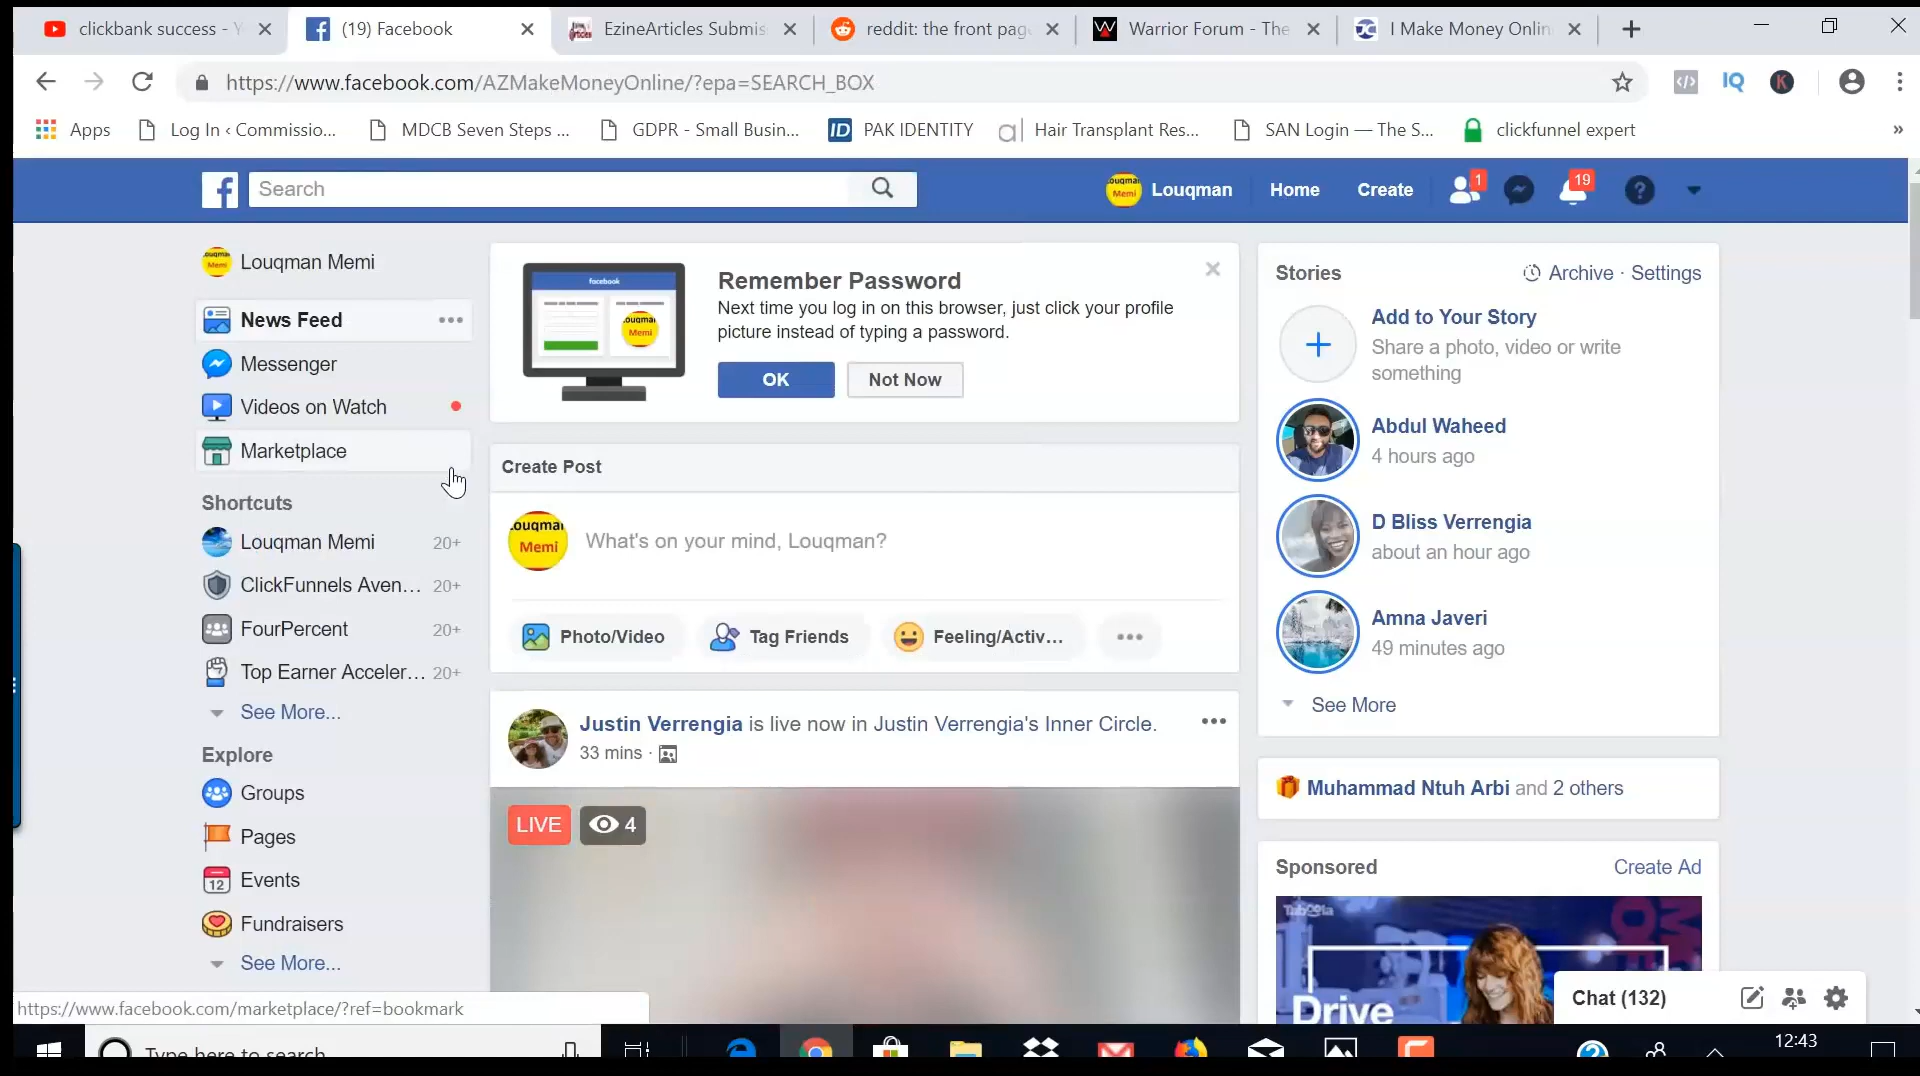 clickbank success - Y
(19) Facebook
EzineArticles Submis
reddit: the front pag
Warrior Forum - The
I Make Money Onlin
https://www.facebook.com/AZMakeMoneyOnline/?epa=SEARCH_BOX
IQ
K
Apps
Log In ‹ Commissio...
MDCB Seven Steps ...
GDPR - Small Busin...
ID PAK IDENTITY
Hair Transplant Res...
SAN Login — The S...
clickfunnel expert
»
Search
Louqman
Home
Create
1
19
Louqman Memi
News Feed
Messenger
Videos on Watch
Marketplace
Shortcuts
Louqman Memi 20+
ClickFunnels Aven... 20+
FourPercent 20+
Top Earner Acceler... 20+
See More...
Explore
Groups
Pages
12 Events
Fundraisers
See More...
facebook
Remember Password
Next time you log in on this browser, just click your profile
picture instead of typing a password.
OK
Not Now
Create Post
What's on your mind, Louqman?
Photo/Video
Tag Friends
Feeling/Activ...
Justin Verrengia is live now in Justin Verrengia's Inner Circle.
33 mins ·
LIVE
4
Stories
Archive · Settings
Add to Your Story
Share a photo, video or write
something
Abdul Waheed
4 hours ago
D Bliss Verrengia
about an hour ago
Amna Javeri
49 minutes ago
See More
Muhammad Ntuh Arbi and 2 others
Sponsored
Create Ad
Drive
Chat (132)
https://www.facebook.com/marketplace/?ref=bookmark
Type here to search
12:43